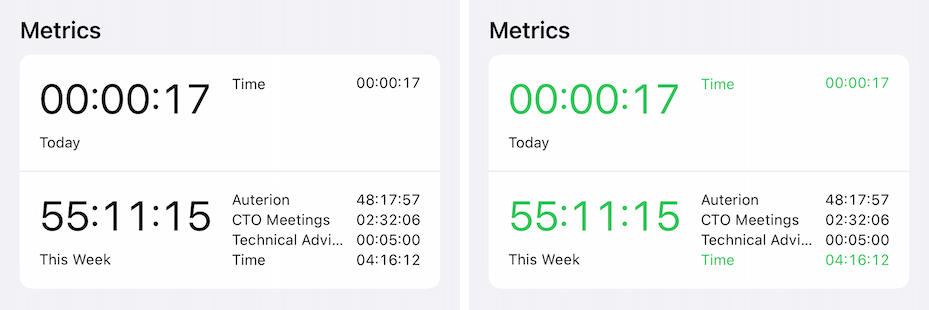 Metrics
00:00:17
Time 00:00:17
Today
55:11:15
Auterion 48:17:57
CTO Meetings 02:32:06
Technical Advi... 00:05:00
Time 04:16:12
This Week
Metrics
00:00:17
Time 00:00:17
Today
55:11:15
Auterion 48:17:57
CTO Meetings 02:32:06
Technical Advi... 00:05:00
Time 04:16:12
This Week